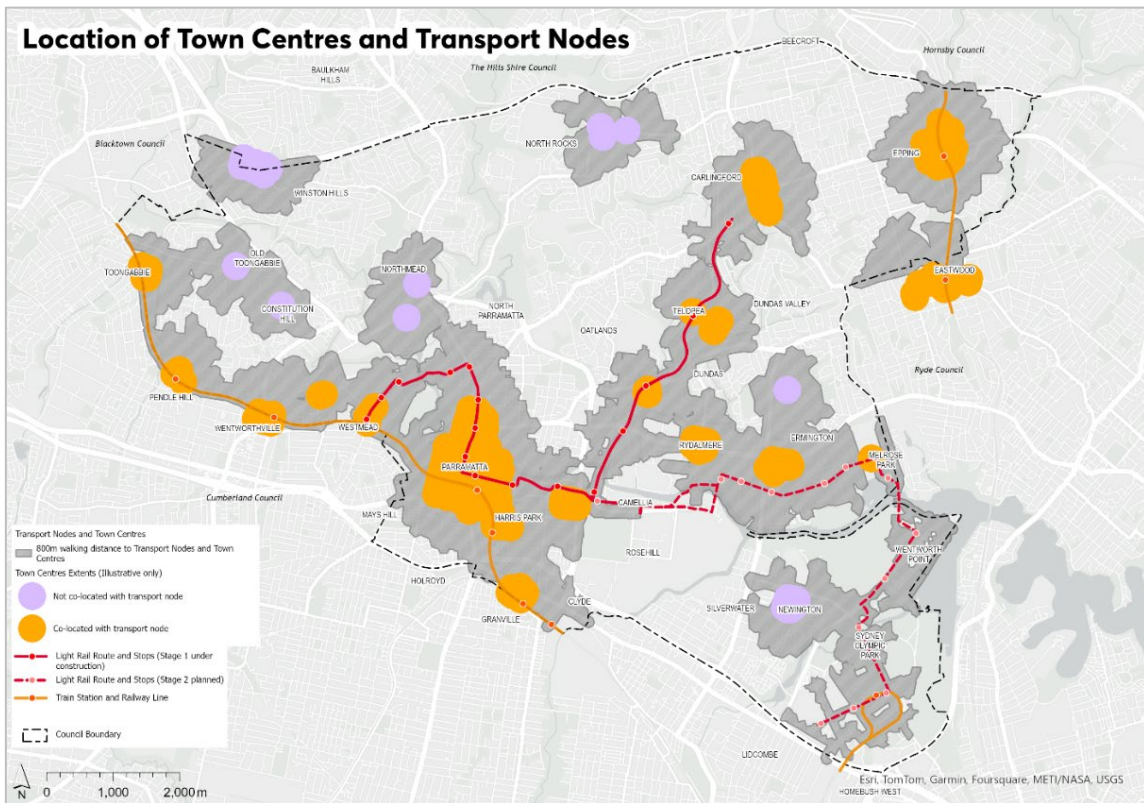 Location of Town Centres and Transport Nodes
BEECROFT
Hornsby Council
The Hills Shire Council
BAULKHAM
HILLS
Blacktown Council
NORTH ROCKS
EPPING
CARLINGFORD
WINSTON HILLS
OLD
TOONGABBIE
TOONGABBIE
NORTHMEAD
EASTWOOD
CONSTITUTION
HILL
NORTH
PARRAMATTA
TELOPEA
DUNDAS VALLEY
OATLANDS
DUNDAS
Ryde Council
PENDLE HILL
WENTWORTHVILLE
WESTMEAD
ERMINGTON
RYDALMERE
MELROSE
PARK
PARRAMATTA
Cumberland Council
CAMELLIA
MAYS HILL
HARRIS PARK
ROSEHILL
WENTWORTH
POINT
HOLROYD
CLYDE
SILVERWATER
NEWINGTON
GRANVILLE
SYDNEY
OLYMPIC
PARK
LIDCOMBE
HOMEBUSH WEST
Transport Nodes and Town Centres
800m walking distance to Transport Nodes and Town
Centres
Town Centres Extents (Illustrative only)
Not co-located with transport node
Co-located with transport node
Light Rail Route and Stops (Stage 1 under
construction)
Light Rail Route and Stops (Stage 2 planned)
Train Station and Railway Line
Council Boundary
N
0 1,000 2,000 m
Esri, TomTom, Garmin, Foursquare, METI/NASA, USGS